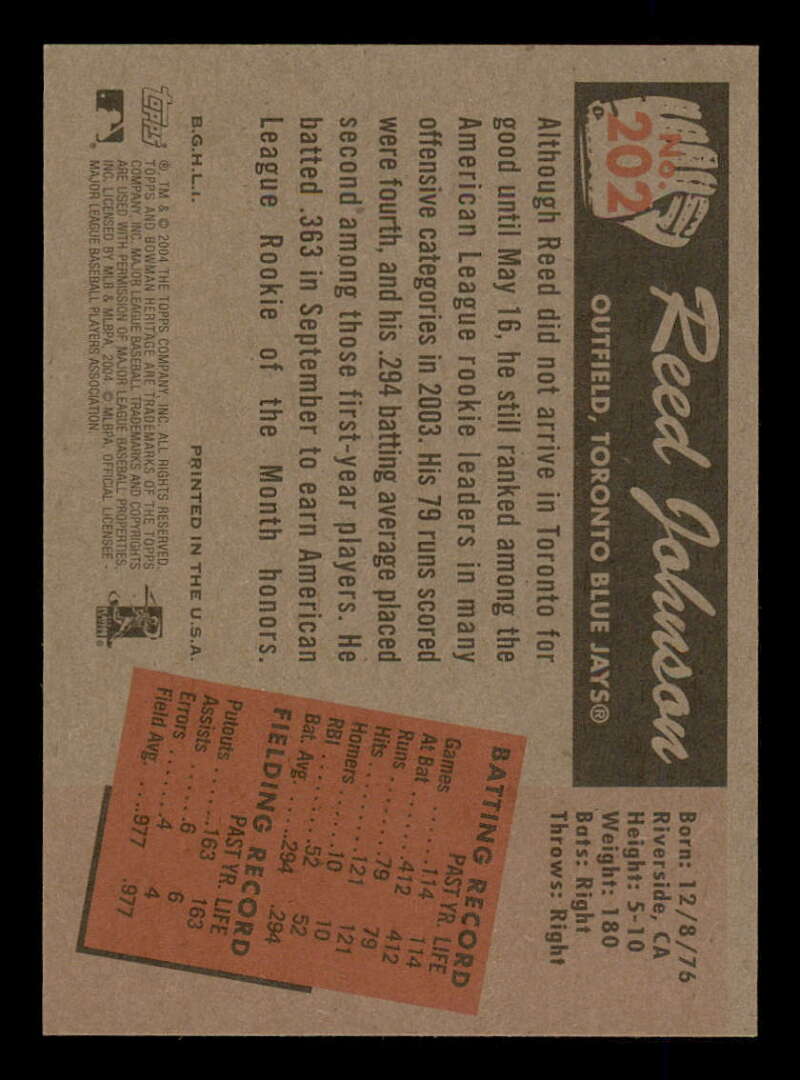 No.
202
Reed Johnson
OUTFIELD, TORONTO BLUE JAYS®
Born: 12/8/76
Riverside, CA
Height: 5-10
Weight: 180
Bats: Right
Throws: Right
Although Reed did not arrive in Toronto for
good until May 16, he still ranked among the
American League rookie leaders in many
offensive categories in 2003. His 79 runs scored
were fourth, and his .294 batting average placed
second among those first-year players. He
batted .363 in September to earn American
League Rookie of the Month honors.
BATTING RECORD
PAST YR. LIFE
Games ......114 114
At Bat ......412 412
Runs ........79 79
Hits ........121 121
Homers .....10 10
RBI .........52 52
Bat. Avg. ....294 .294
FIELDING RECORD
PAST YR. LIFE
Putouts ....163 163
Assists .......6 6
Errors .......4 4
Field Avg. ...977 .977
B.G.H.L.I.
PRINTED IN THE U.S.A.
topps
®, TM & © 2004 THE TOPPS COMPANY, INC. ALL RIGHTS RESERVED.
TOPPS AND BOWMAN HERITAGE ARE TRADEMARKS OF THE TOPPS
COMPANY, INC. MAJOR LEAGUE BASEBALL TRADEMARKS AND COPYRIGHTS
ARE USED WITH PERMISSION OF MAJOR LEAGUE BASEBALL PROPERTIES,
INC. LICENSED BY MLB & MLBPA, 2004. © MLBPA, OFFICIAL LICENSEE -
MAJOR LEAGUE BASEBALL PLAYERS ASSOCIATION.